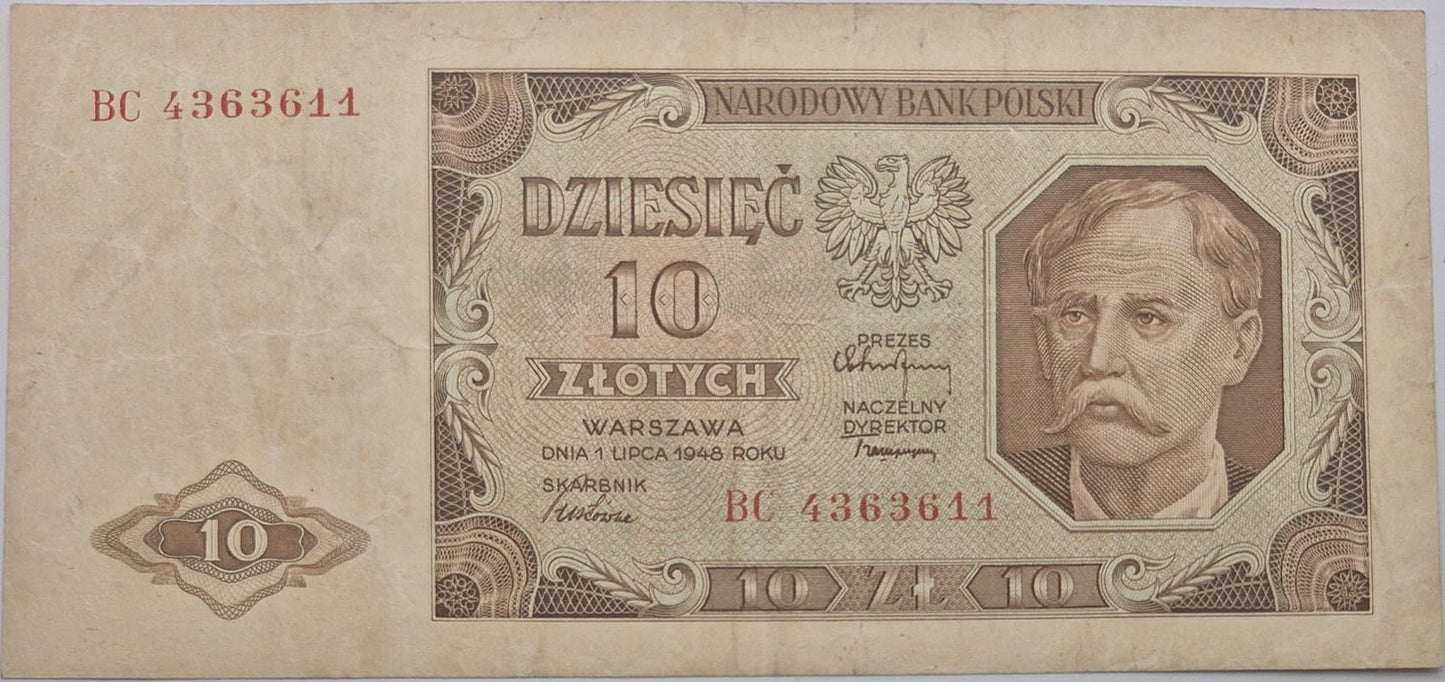 BC 4363611
NARODOWY BANK POLSKI
DZIESIĘĆ
10
ZŁOTYCH
PREZES
NACZELNY
DYREKTOR
WARSZAWA
DNIA 1 LIPCA 1948 ROKU
SKARBNIK
BC 4363611
10
10 ZŁ 10